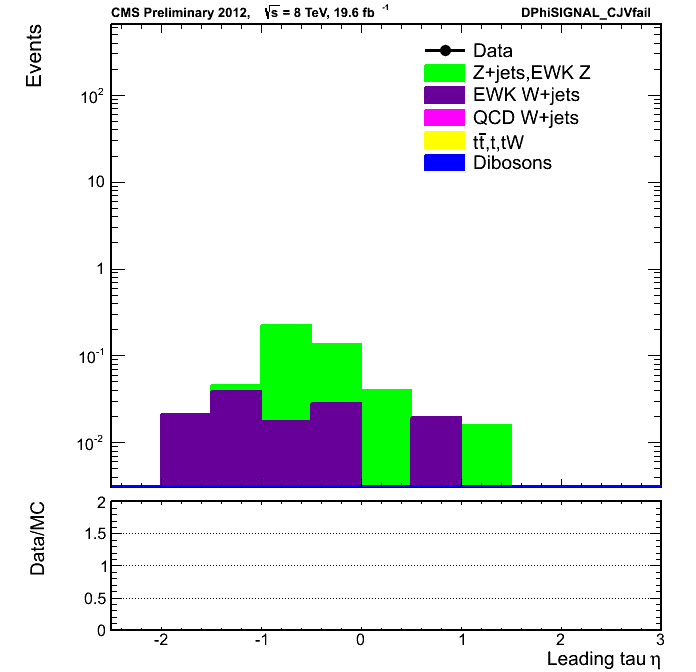 CMS Preliminary 2012, √s = 8 TeV, 19.6 fb⁻¹ DPhiSIGNAL_CJVfail
Events
Data
Z+jets,EWK Z
EWK W+jets
QCD W+jets
tt̅,t,tW
Dibosons
10²
10
1
10⁻¹
10⁻²
Data/MC
2
1.5
1
0.5
0
-2 -1 0 1 2 3
Leading tau η